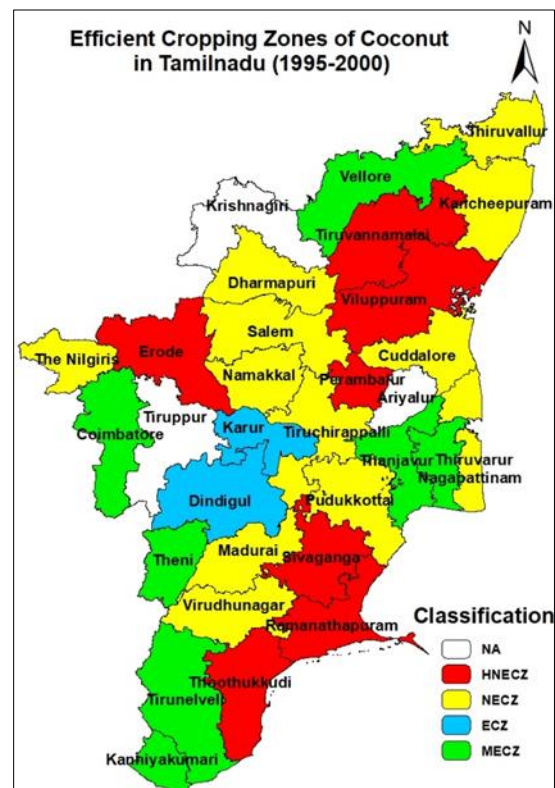 Efficient Cropping Zones of Coconut
in Tamilnadu (1995-2000)
N
Thiruvallur
Vellore
Kancheepuram
Krishnagiri
Tiruvannamalai
Dharmapuri
Viluppuram
Salem
Erode
The Nilgiris
Cuddalore
Namakkal
Perambalur
Ariyalur
Tiruppur
Karur
Coimbatore
Tiruchirappalli
Thanjavur
Thiruvarur
Nagapattinam
Dindigul
Pudukkottai
Madurai
Theni
Sivaganga
Virudhunagar
Ramanathapuram
Thoothukkudi
Tirunelveli
Kanhiyakumari
Classification
NA
HNECZ
NECZ
ECZ
MECZ